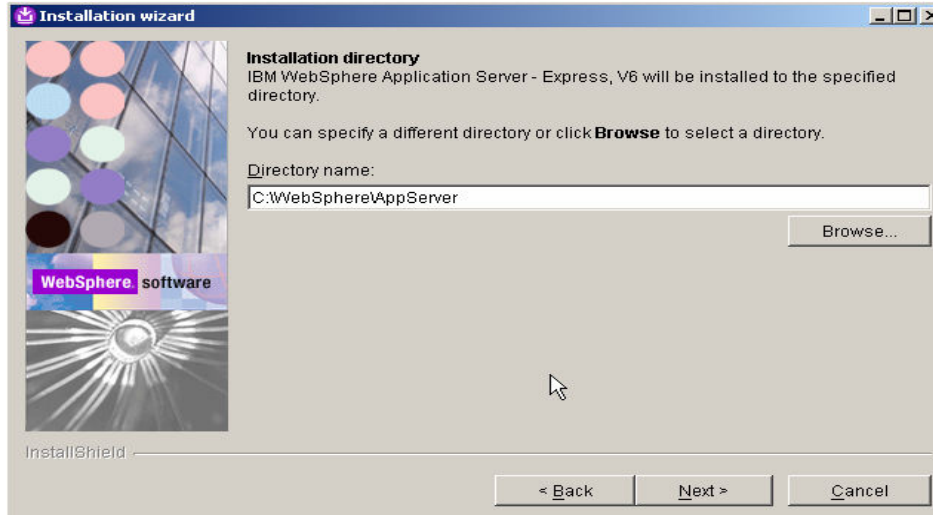 Installation wizard
Installation directory
IBM WebSphere Application Server - Express, V6 will be installed to the specified
directory.
You can specify a different directory or click Browse to select a directory.
Directory name:
C:\WebSphere\AppServer
Browse...
WebSphere. software
InstallShield
< Back
Next >
Cancel